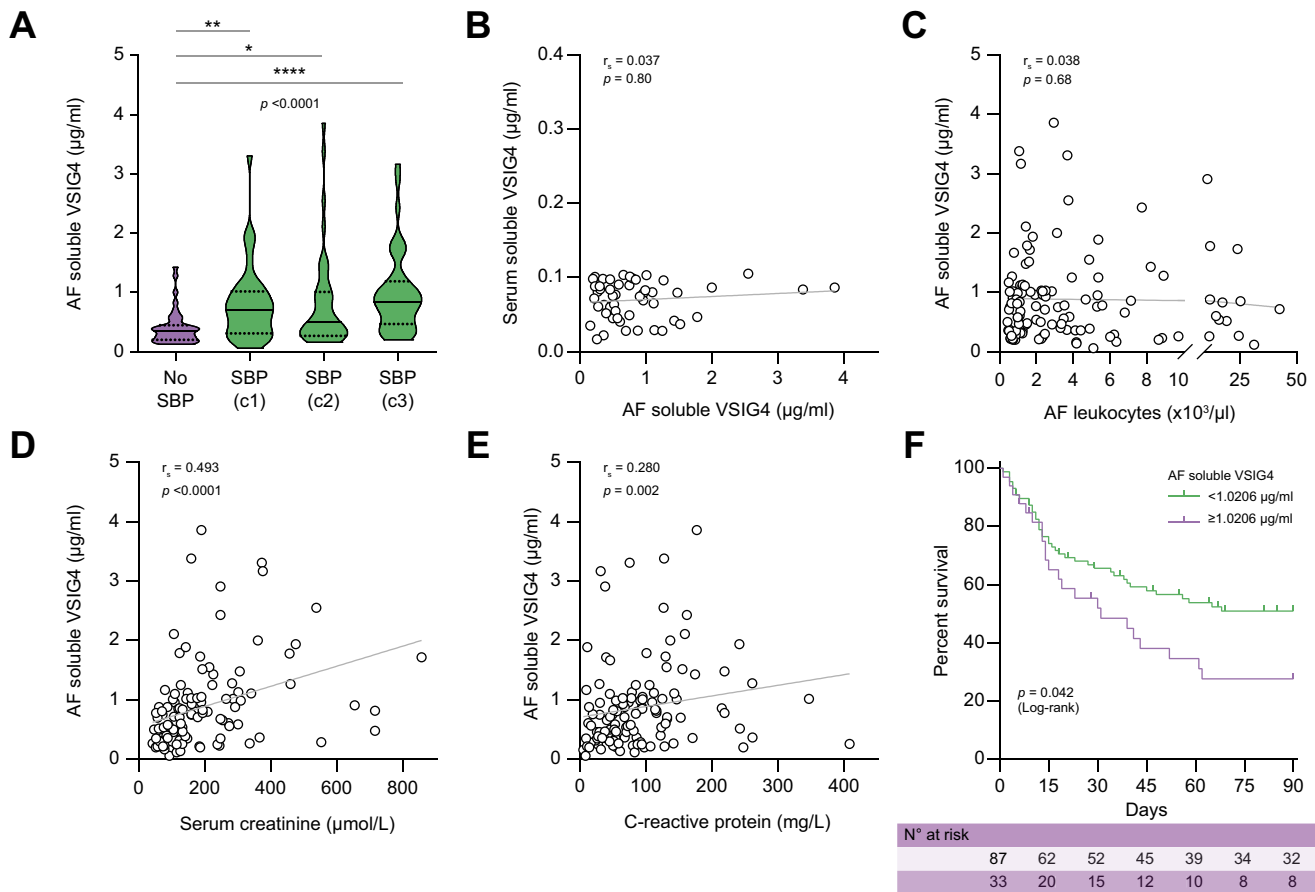 A
**
*
****
p <0.0001
AF soluble VSIG4 (µg/ml)
5
4
3
2
1
0
No SBP
SBP (c1)
SBP (c2)
SBP (c3)
B
r_s = 0.037
p = 0.80
Serum soluble VSIG4 (µg/ml)
0.4
0.3
0.2
0.1
0.0
0 1 2 3 4
AF soluble VSIG4 (µg/ml)
C
r_s = 0.038
p = 0.68
AF soluble VSIG4 (µg/ml)
5
4
3
2
1
0
0 2 4 6 8 10 25 50
AF leukocytes (x10³/µl)
D
r_s = 0.493
p <0.0001
AF soluble VSIG4 (µg/ml)
5
4
3
2
1
0
0 200 400 600 800
Serum creatinine (µmol/L)
E
r_s = 0.280
p = 0.002
AF soluble VSIG4 (µg/ml)
5
4
3
2
1
0
0 100 200 300 400
C-reactive protein (mg/L)
F
AF soluble VSIG4
<1.0206 µg/ml
≥1.0206 µg/ml
Percent survival
100
80
60
40
20
0
p = 0.042
(Log-rank)
0 15 30 45 60 75 90
Days
N° at risk
87 62 52 45 39 34 32
33 20 15 12 10 8 8